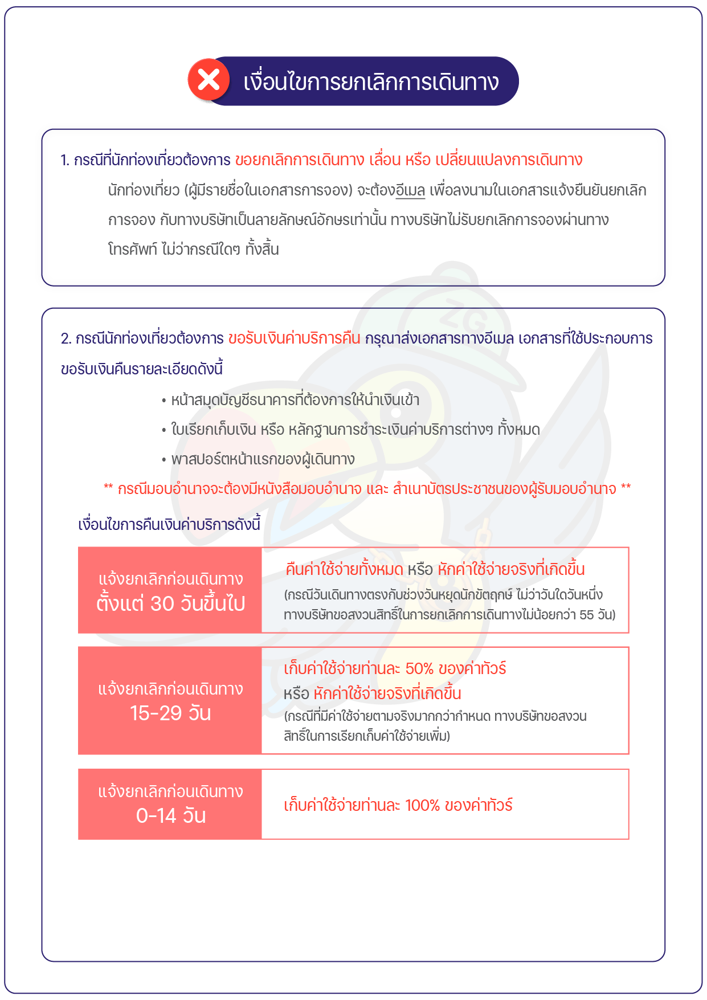 เงื่อนไขการยกเลิกการเดินทาง
1. กรณีที่นักท่องเที่ยวต้องการ ขอยกเลิกการเดินทาง เลื่อน หรือ เปลี่ยนแปลงการเดินทาง
นักท่องเที่ยว (ผู้มีรายชื่อในเอกสารการจอง) จะต้องอีเมล เพื่อลงนามในเอกสารแจ้งยืนยันยกเลิก
การจอง กับทางบริษัทเป็นลายลักษณ์อักษรเท่านั้น ทางบริษัทไม่รับยกเลิกการจองผ่านทาง
โทรศัพท์ ไม่ว่ากรณีใดๆ ทั้งสิ้น
ZG
2. กรณีนักท่องเที่ยวต้องการ ขอรับเงินค่าบริการคืน กรุณาส่งเอกสารทางอีเมล เอกสารที่ใช้ประกอบการ
ขอรับเงินคืนรายละเอียดดังนี้
• หน้าสมุดบัญชีธนาคารที่ต้องการให้นำเงินเข้า
• ใบเรียกเก็บเงิน หรือ หลักฐานการชำระเงินค่าบริการต่างๆ ทั้งหมด
• พาสปอร์ตหน้าแรกของผู้เดินทาง
** กรณีมอบอำนาจจะต้องมีหนังสือมอบอำนาจ และ สำเนาบัตรประชาชนของผู้รับมอบอำนาจ **
เงื่อนไขการคืนเงินค่าบริการดังนี้
แจ้งยกเลิกก่อนเดินทาง
ตั้งแต่ 30 วันขึ้นไป
คืนค่าใช้จ่ายทั้งหมด หรือ หักค่าใช้จ่ายจริงที่เกิดขึ้น
(กรณีวันเดินทางตรงกับช่วงวันหยุดนักขัตฤกษ์ ไม่ว่าวันใดวันหนึ่ง
ทางบริษัทขอสงวนสิทธิ์ในการยกเลิกการเดินทางไม่น้อยกว่า 55 วัน)
แจ้งยกเลิกก่อนเดินทาง
15-29 วัน
เก็บค่าใช้จ่ายท่านละ 50% ของค่าทัวร์
หรือ หักค่าใช้จ่ายจริงที่เกิดขึ้น
(กรณีที่มีค่าใช้จ่ายตามจริงมากกว่ากำหนด ทางบริษัทขอสงวน
สิทธิ์ในการเรียกเก็บค่าใช้จ่ายเพิ่ม)
แจ้งยกเลิกก่อนเดินทาง
0-14 วัน
เก็บค่าใช้จ่ายท่านละ 100% ของค่าทัวร์